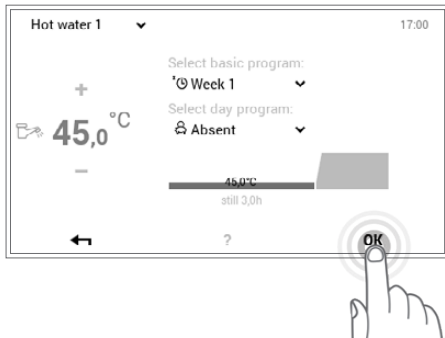 Hot water 1
17:00
Select basic program:
Week 1
Select day program:
Absent
+
45,0°C
−
45,0°C
still 3,0h
?
OK